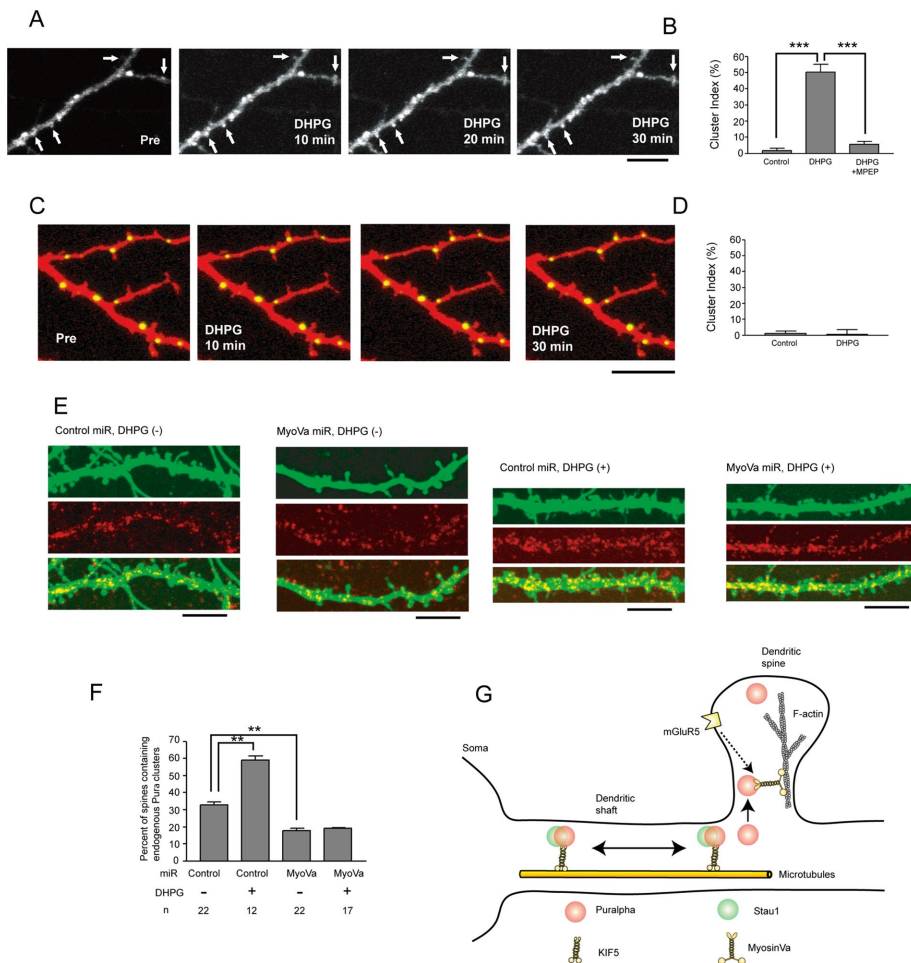 A
Pre
DHPG
10 min
DHPG
20 min
DHPG
30 min
B
Cluster Index (%)
60
50
40
30
20
10
0
***
***
Control
DHPG
DHPG
+MPEP
C
Pre
DHPG
10 min
DHPG
30 min
D
Cluster Index (%)
60
50
40
30
20
10
0
Control
DHPG
E
Control miR, DHPG (-)
MyoVa miR, DHPG (-)
Control miR, DHPG (+)
MyoVa miR, DHPG (+)
F
Percent of spines containing
endogenous Pura clusters
70
60
50
40
30
20
10
0
**
**
miR Control Control MyoVa MyoVa
DHPG - + - +
n 22 12 22 17
G
Dendritic
spine
F-actin
mGluR5
Soma
Dendritic
shaft
Microtubules
Puralpha
Stau1
KIF5
MyosinVa